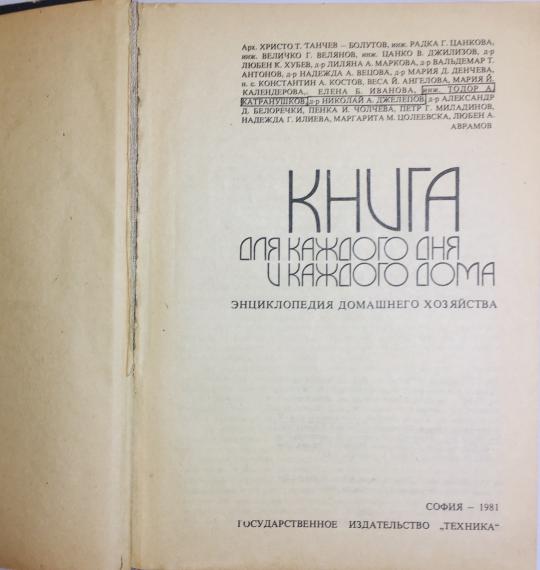 Арх. ХРИСТО Т. ТАНЧЕВ – БОЛУТОВ, инж. РАДКА Г. ЦАНКОВА,
инж. ВЕЛИЧКО Г. ВЕЛЯНОВ, инж. ЦАНКО В. ДЖИЛИЗОВ, д-р
ЛЮБЕН К. ХУБЕВ, д-р ЛИЛЯНА А. МАРКОВА, д-р ВАЛЬДЕМАР Т.
АНТОНОВ, д-р НАДЕЖДА А. ВЕЦОВА, д-р МАРИЯ Д. ДЕНЧЕВА,
н. с. КОНСТАНТИН А. КОСТОВ, ВЕСА Й. АНГЕЛОВА, МАРИЯ Й.
КАЛЕНДЕРОВА,. ЕЛЕНА Б. ИВАНОВА, инж. ТОДОР А.
КАТРАНУШКОВ, д-р НИКОЛАЙ А. ДЖЕЛЕПОВ, д-р АЛЕКСАНДР
Д. БЕЛОРЕЧКИ, ПЕНКА И. ЧОЛЧЕВА, ПЕТР Г. МИЛАДИНОВ,
НАДЕЖДА Г. ИЛИЕВА, МАРГАРИТА М. ЦОЛЕЕВСКА, ЛЮБЕН А.
АВРАМОВ
КНИГА
ДЛЯ КАЖДОГО ДНЯ
И КАЖДОГО ДОМА
ЭНЦИКЛОПЕДИЯ ДОМАШНЕГО ХОЗЯЙСТВА
СОФИЯ – 1981
ГОСУДАРСТВЕННОЕ ИЗДАТЕЛЬСТВО „ТЕХНИКА“